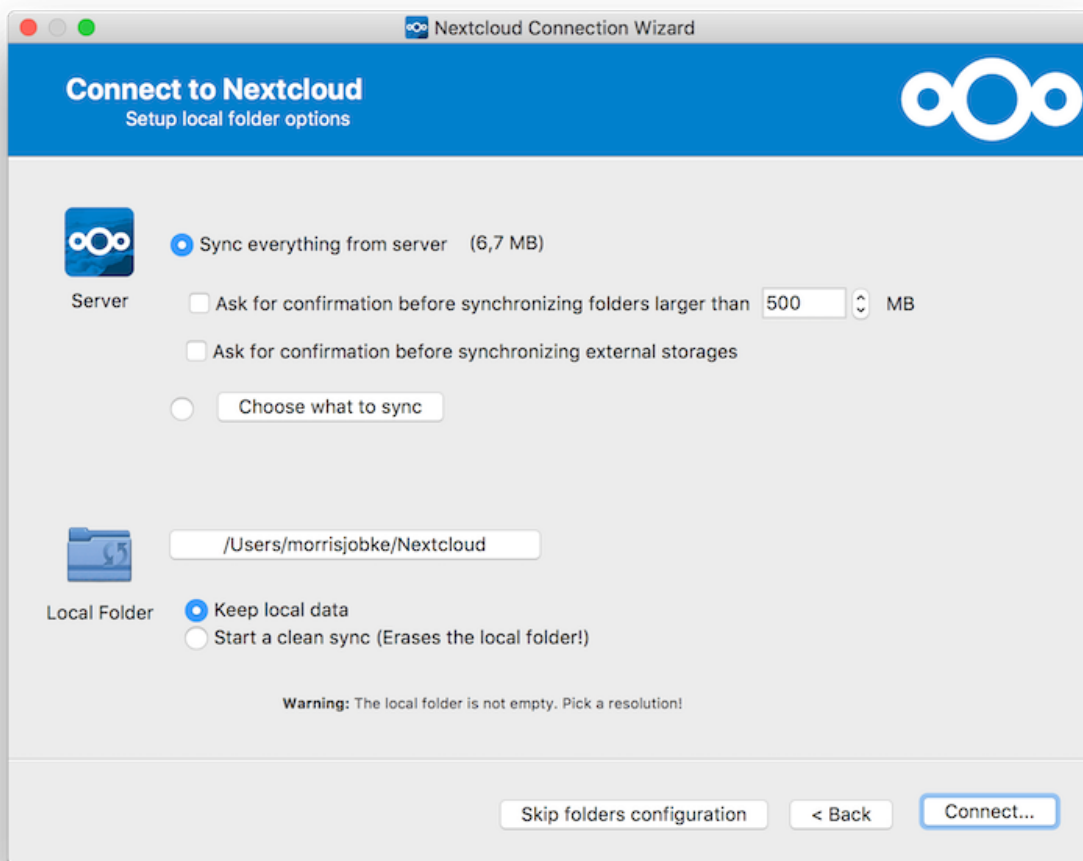 Nextcloud Connection Wizard
Connect to Nextcloud
Setup local folder options
Sync everything from server (6,7 MB)
Server
Ask for confirmation before synchronizing folders larger than 500 MB
Ask for confirmation before synchronizing external storages
Choose what to sync
/Users/morrisjobke/Nextcloud
Local Folder
Keep local data
Start a clean sync (Erases the local folder!)
Warning: The local folder is not empty. Pick a resolution!
Skip folders configuration < Back Connect...